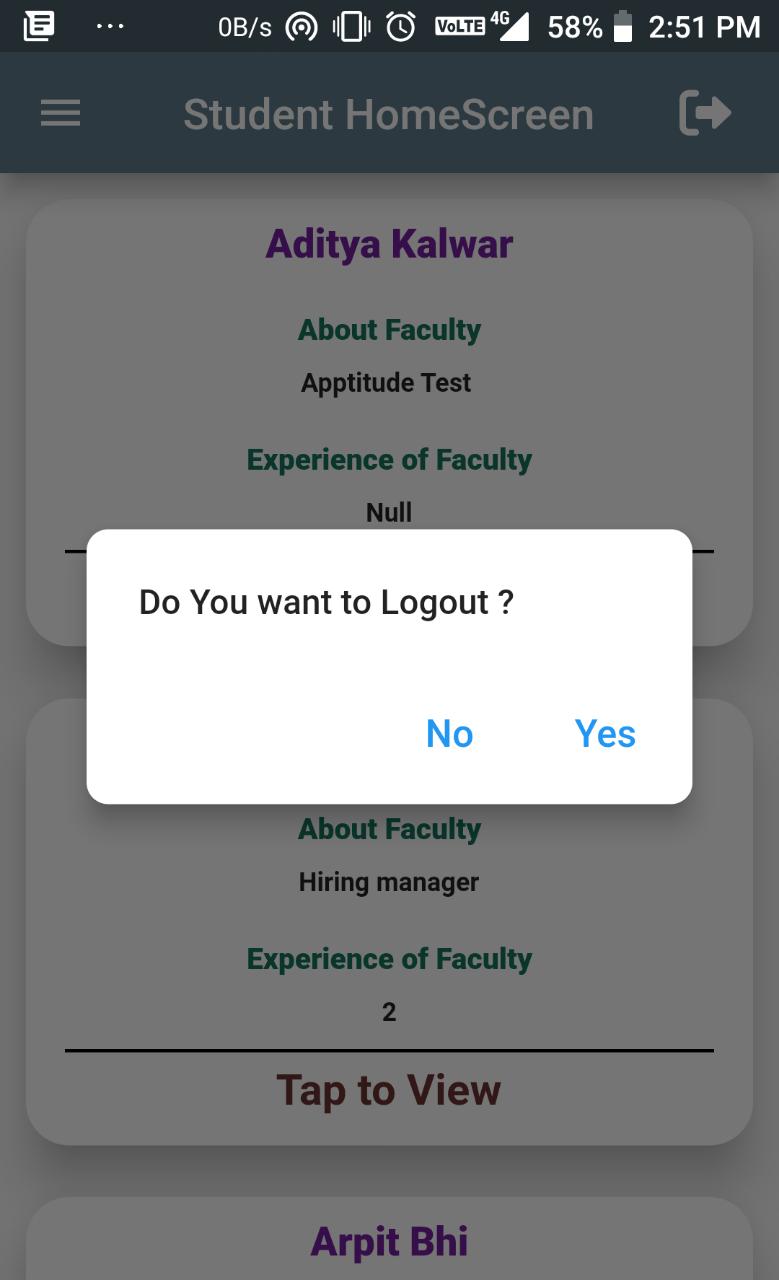 0B/s VoLTE 4G 58% 2:51 PM
Student HomeScreen
Aditya Kalwar
About Faculty
Apptitude Test
Experience of Faculty
Null
Do You want to Logout ?
No Yes
About Faculty
Hiring manager
Experience of Faculty
2
Tap to View
Arpit Bhi